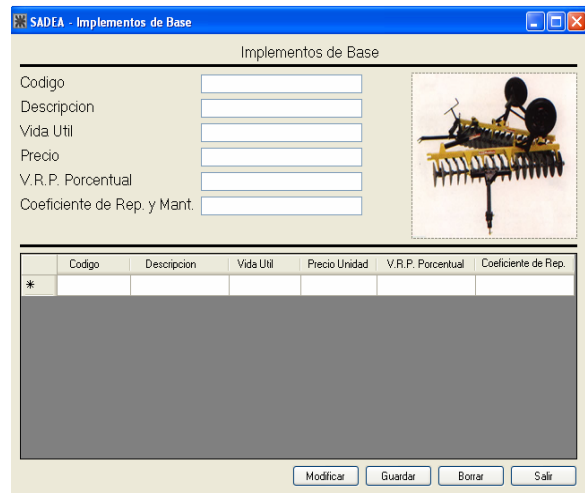 SADEA - Implementos de Base
Implementos de Base
Codigo
Descripcion
Vida Util
Precio
V.R.P. Porcentual
Coeficiente de Rep. y Mant.
Codigo Descripcion Vida Util Precio Unidad V.R.P. Porcentual Coeficiente de Rep.
*
Modificar Guardar Borrar Salir